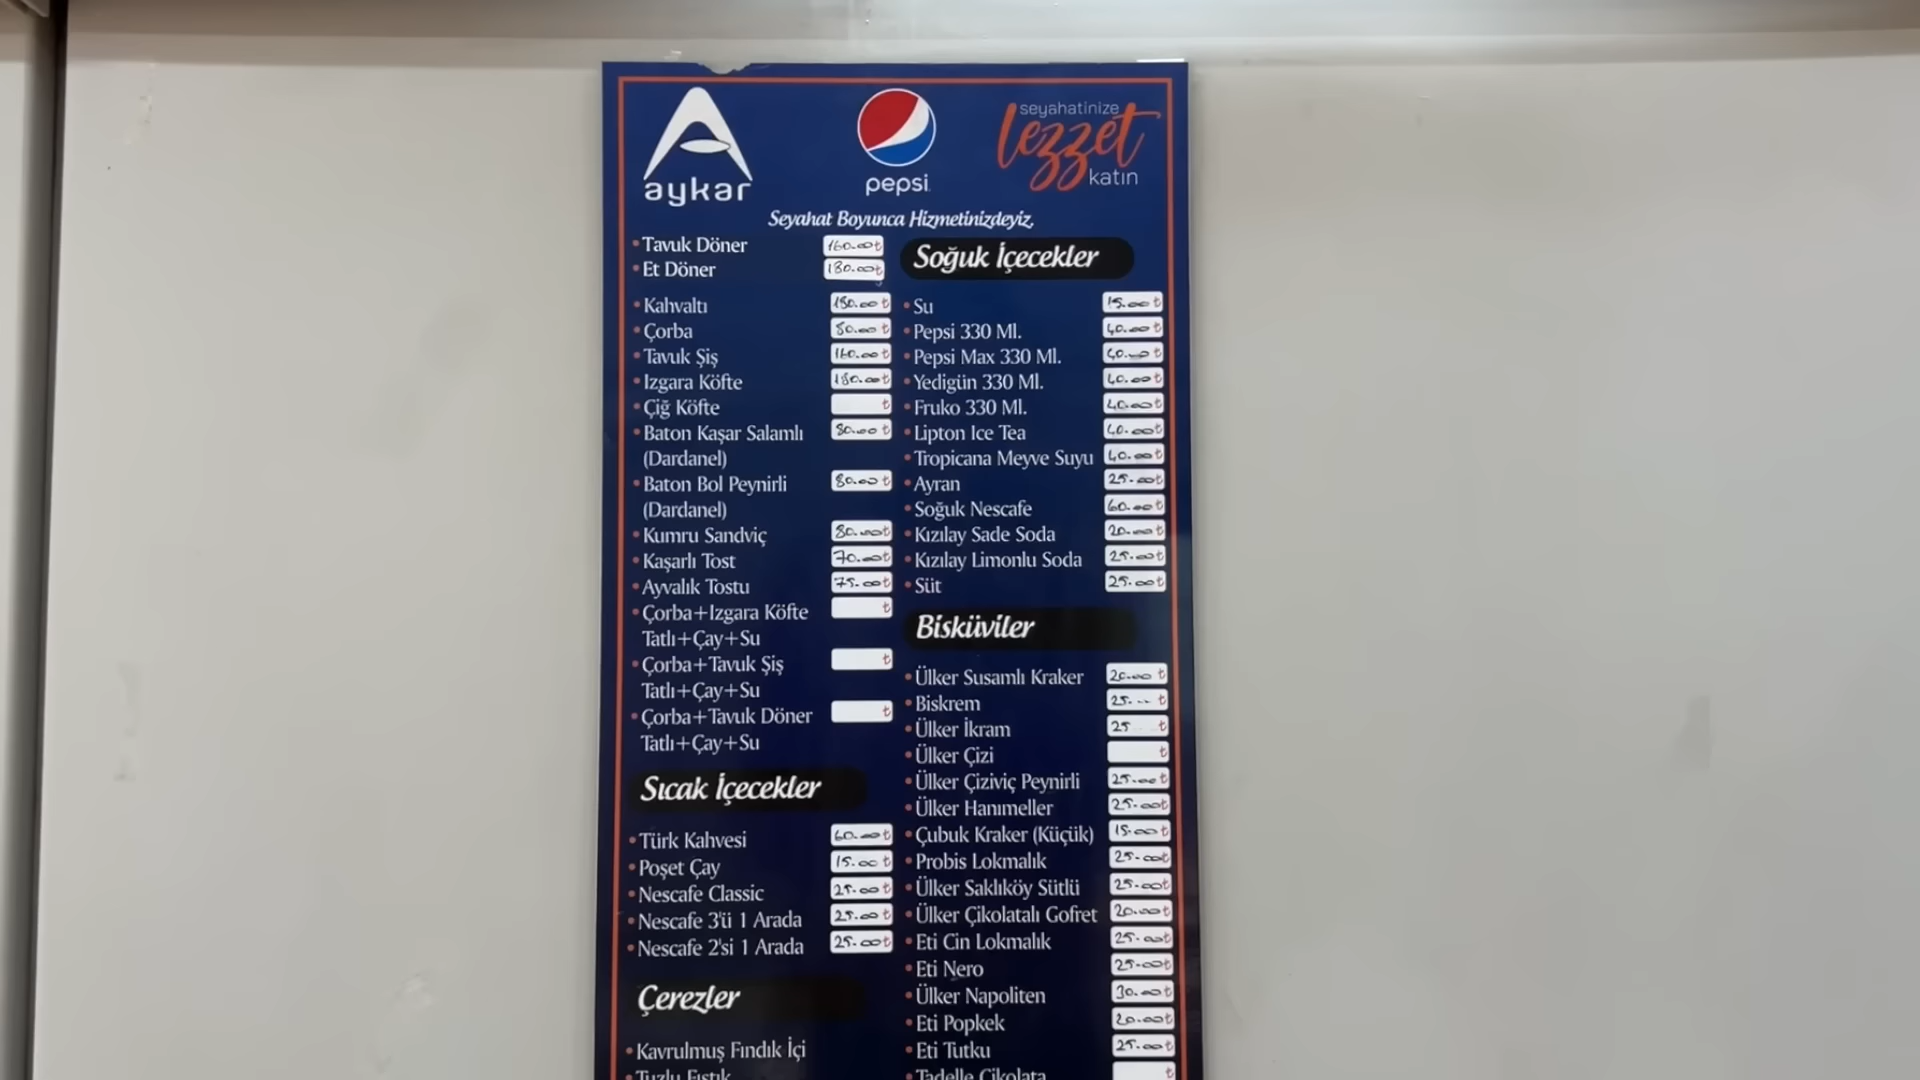 aykar
pepsi
seyahatinize
lezzet
katın
Seyahat Boyunca Hizmetinizdeyiz.
Tavuk Döner 160.00₺
Et Döner 180.00₺
Kahvaltı 180.00₺
Çorba 80.00₺
Tavuk Şiş 160.00₺
Izgara Köfte 180.00₺
Çiğ Köfte ₺
Baton Kaşar Salamlı 80.00₺
(Dardanel)
Baton Bol Peynirli 80.00₺
(Dardanel)
Kumru Sandviç 80.00₺
Kaşarlı Tost 70.00₺
Ayvalık Tostu 75.00₺
Çorba+Izgara Köfte ₺
Tatlı+Çay+Su
Çorba+Tavuk Şiş ₺
Tatlı+Çay+Su
Çorba+Tavuk Döner ₺
Tatlı+Çay+Su
Sıcak İçecekler
Türk Kahvesi 60.00₺
Poşet Çay 15.00₺
Nescafe Classic 25.00₺
Nescafe 3'ü 1 Arada 25.00₺
Nescafe 2'si 1 Arada 25.00₺
Çerezler
Kavrulmuş Fındık İçi
Tuzlu Fıstık
Soğuk İçecekler
Su 15.00₺
Pepsi 330 Ml. 40.00₺
Pepsi Max 330 Ml. 40.00₺
Yedigün 330 Ml. 40.00₺
Fruko 330 Ml. 40.00₺
Lipton Ice Tea 40.00₺
Tropicana Meyve Suyu 40.00₺
Ayran 25.00₺
Soğuk Nescafe 60.00₺
Kızılay Sade Soda 20.00₺
Kızılay Limonlu Soda 25.00₺
Süt 25.00₺
Bisküviler
Ülker Susamlı Kraker 20.00₺
Biskrem 25.--₺
Ülker İkram 25 ₺
Ülker Çizi ₺
Ülker Çiziviç Peynirli 25.00₺
Ülker Hanımeller 25.00₺
Çubuk Kraker (Küçük) 15.00₺
Probis Lokmalık 25.00₺
Ülker Saklıköy Sütlü 25.00₺
Ülker Çikolatalı Gofret 20.00₺
Eti Cin Lokmalık 25.00₺
Eti Nero 25.00₺
Ülker Napoliten 30.00₺
Eti Popkek 20.00₺
Eti Tutku 25.00₺
Tadelle Çikolata ₺